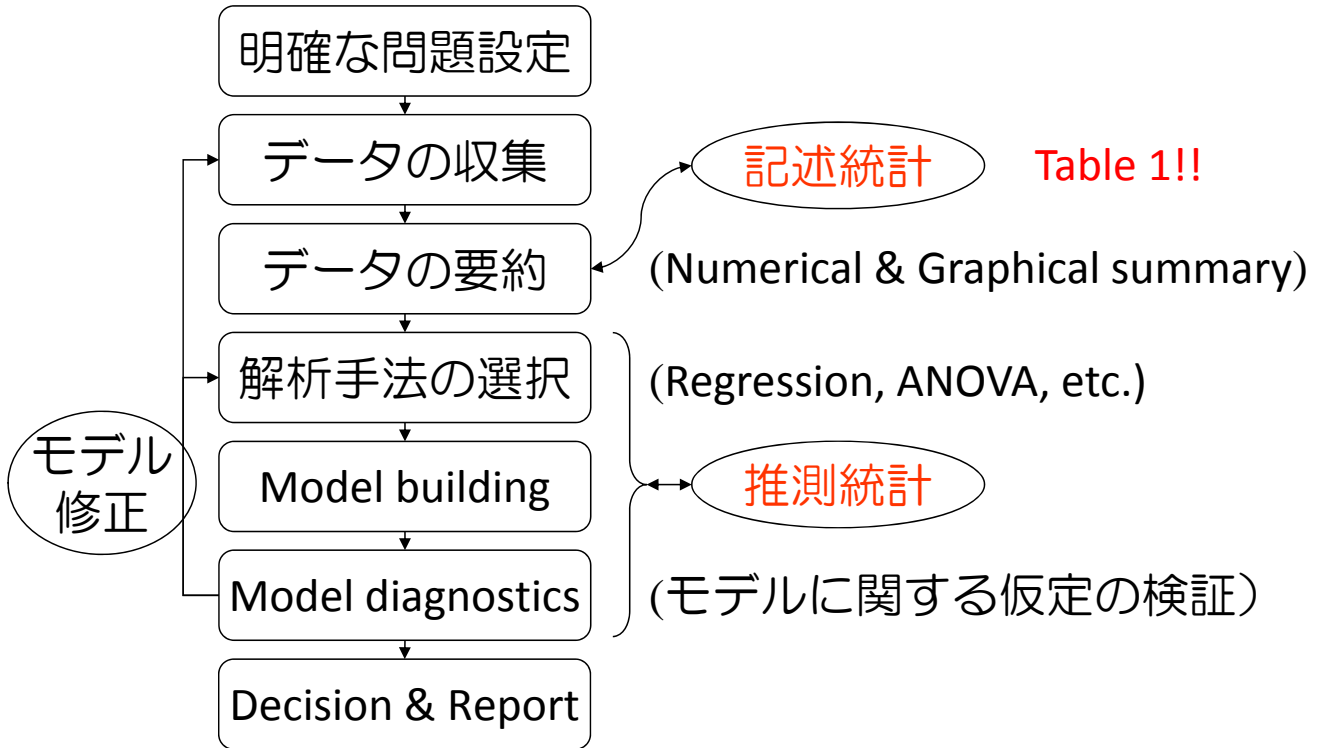 明確な問題設定
データの収集
記述統計
Table 1!!
データの要約
(Numerical & Graphical summary)
解析手法の選択
(Regression, ANOVA, etc.)
モデル
修正
Model building
推測統計
Model diagnostics
(モデルに関する仮定の検証）
Decision & Report